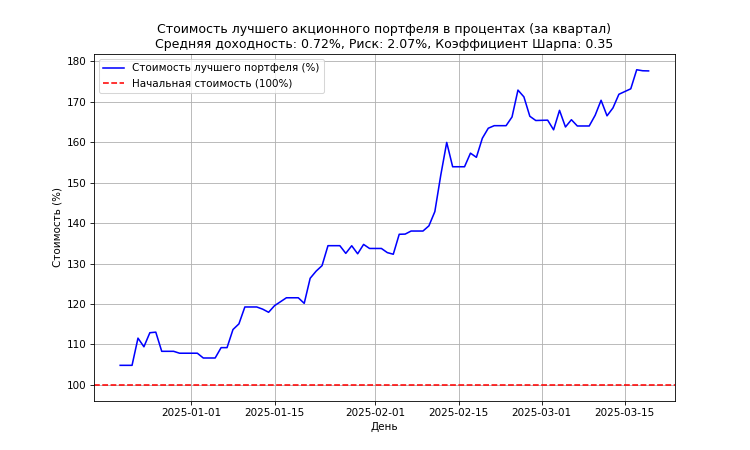 Стоимость лучшего акционного портфеля в процентах (за квартал)
Средняя доходность: 0.72%, Риск: 2.07%, Коэффициент Шарпа: 0.35
Стоимость лучшего портфеля (%)
Начальная стоимость (100%)
Стоимость (%)
180
170
160
150
140
130
120
110
100
2025-01-01
2025-01-15
2025-02-01
2025-02-15
2025-03-01
2025-03-15
День